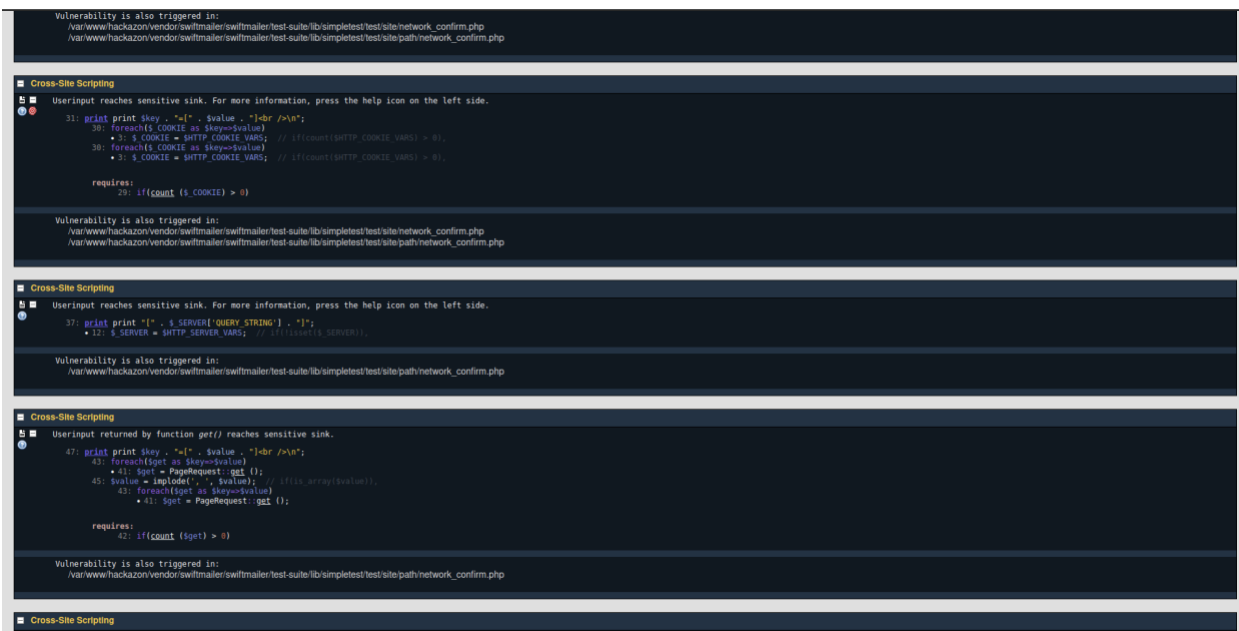 Vulnerability is also triggered in:
/var/www/hackazon/vendor/swiftmailer/swiftmailer/test-suite/lib/simpletest/test/site/network_confirm.php
/var/www/hackazon/vendor/swiftmailer/swiftmailer/test-suite/lib/simpletest/test/site/path/network_confirm.php
Cross-Site Scripting
Userinput reaches sensitive sink. For more information, press the help icon on the left side.
31: print print $key . "=[" . $value . "]<br />\n";
30: foreach($_COOKIE as $key=>$value)
• 3: $_COOKIE = $HTTP_COOKIE_VARS; // if(count($HTTP_COOKIE_VARS) > 0),
30: foreach($_COOKIE as $key=>$value)
• 3: $_COOKIE = $HTTP_COOKIE_VARS; // if(count($HTTP_COOKIE_VARS) > 0),
requires:
29: if(count ($_COOKIE) > 0)
Vulnerability is also triggered in:
/var/www/hackazon/vendor/swiftmailer/swiftmailer/test-suite/lib/simpletest/test/site/network_confirm.php
/var/www/hackazon/vendor/swiftmailer/swiftmailer/test-suite/lib/simpletest/test/site/path/network_confirm.php
Cross-Site Scripting
Userinput reaches sensitive sink. For more information, press the help icon on the left side.
37: print print "[" . $_SERVER['QUERY_STRING'] . "]";
• 12: $_SERVER = $HTTP_SERVER_VARS; // if(!isset($_SERVER)),
Vulnerability is also triggered in:
/var/www/hackazon/vendor/swiftmailer/swiftmailer/test-suite/lib/simpletest/test/site/path/network_confirm.php
Cross-Site Scripting
Userinput returned by function get() reaches sensitive sink.
47: print print $key . "=[" . $value . "]<br />\n";
43: foreach($get as $key=>$value)
• 41: $get = PageRequest::get ();
45: $value = implode(', ', $value); // if(is_array($value)),
43: foreach($get as $key=>$value)
• 41: $get = PageRequest::get ();
requires:
42: if(count ($get) > 0)
Vulnerability is also triggered in:
/var/www/hackazon/vendor/swiftmailer/swiftmailer/test-suite/lib/simpletest/test/site/path/network_confirm.php
Cross-Site Scripting